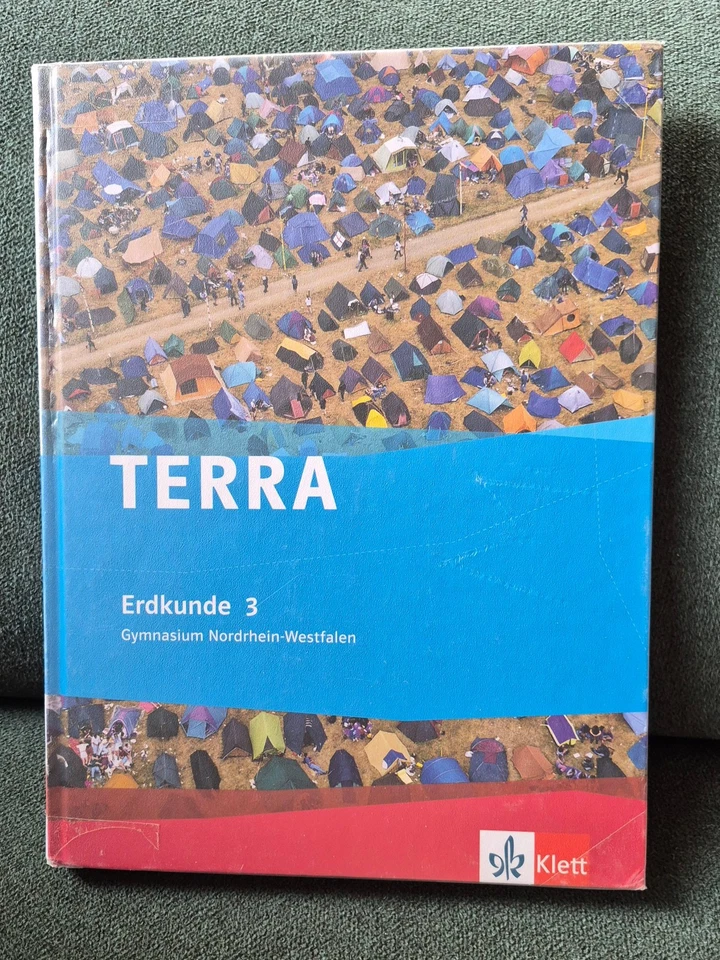 TERRA
Erdkunde 3
Gymnasium Nordrhein-Westfalen
Klett